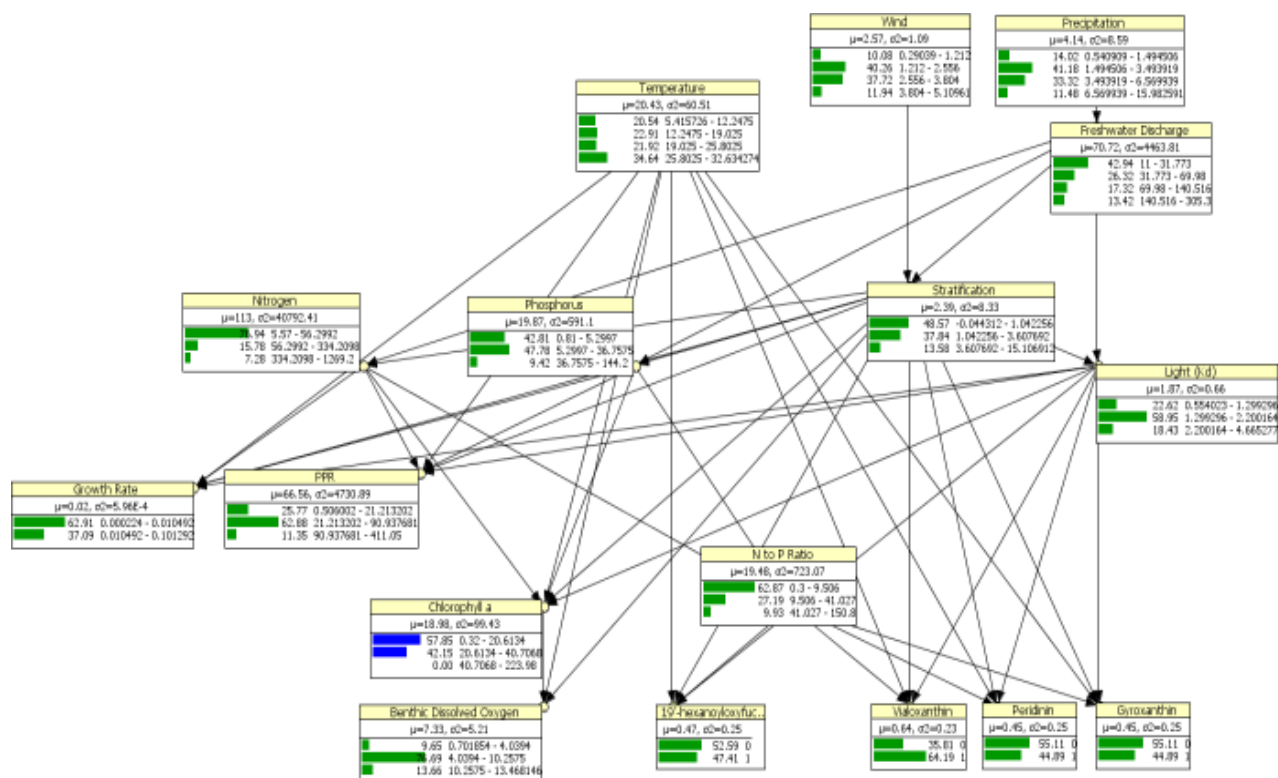 Wind
μ=2.57, σ2=1.09
10.08 0.29039 - 1.212
40.26 1.212 - 2.556
37.72 2.556 - 3.804
11.94 3.804 - 5.10961
Precipitation
μ=4.14, σ2=8.59
14.02 0.540909 - 1.494506
41.18 1.494506 - 3.493919
33.32 3.493919 - 6.569939
11.48 6.569939 - 15.982591
Temperature
μ=20.43, σ2=60.51
20.54 5.415726 - 12.2475
22.91 12.2475 - 19.025
21.92 19.025 - 25.8025
34.64 25.8025 - 32.634274
Freshwater Discharge
μ=70.72, σ2=4463.81
42.94 11 - 31.773
26.32 31.773 - 69.98
17.32 69.98 - 140.516
13.42 140.516 - 305.3
Nitrogen
μ=113, σ2=40792.41
5.57 - 56.2992
15.78 56.2992 - 334.2098
7.28 334.2098 - 1269.2
Phosphorus
μ=19.87, σ2=591.1
42.81 0.81 - 5.2997
47.78 5.2997 - 36.7575
9.42 36.7575 - 144.2
Stratification
μ=2.39, σ2=8.33
48.57 -0.044312 - 1.042256
37.84 1.042256 - 3.607692
13.58 3.607692 - 15.106912
Light (k.d)
μ=1.87, σ2=0.66
22.62 0.554023 - 1.299296
58.95 1.299296 - 2.200164
18.43 2.200164 - 4.665277
Growth Rate
μ=0.02, σ2=5.96E-4
62.91 0.000224 - 0.010492
37.09 0.010492 - 0.101292
PPR
μ=66.56, σ2=4730.89
25.77 0.506002 - 21.213202
62.88 21.213202 - 90.937681
11.35 90.937681 - 411.05
N to P Ratio
μ=19.48, σ2=723.07
62.87 0.3 - 9.506
27.19 9.506 - 41.027
9.93 41.027 - 150.8
Chlorophyll a
μ=18.98, σ2=99.43
57.85 0.32 - 20.6134
42.15 20.6134 - 40.7068
0.00 40.7068 - 223.98
Benthic Dissolved Oxygen
μ=7.33, σ2=5.21
9.65 0.701854 - 4.0394
4.0394 - 10.2575
13.66 10.2575 - 13.468146
19'-hexanoyloxyfuc...
μ=0.47, σ2=0.25
52.59 0
47.41 1
Vialoxanthin
μ=0.64, σ2=0.23
35.81 0
64.19 1
Peridinin
μ=0.45, σ2=0.25
55.11 0
44.89 1
Gyroxanthin
μ=0.45, σ2=0.25
55.11 0
44.89 1